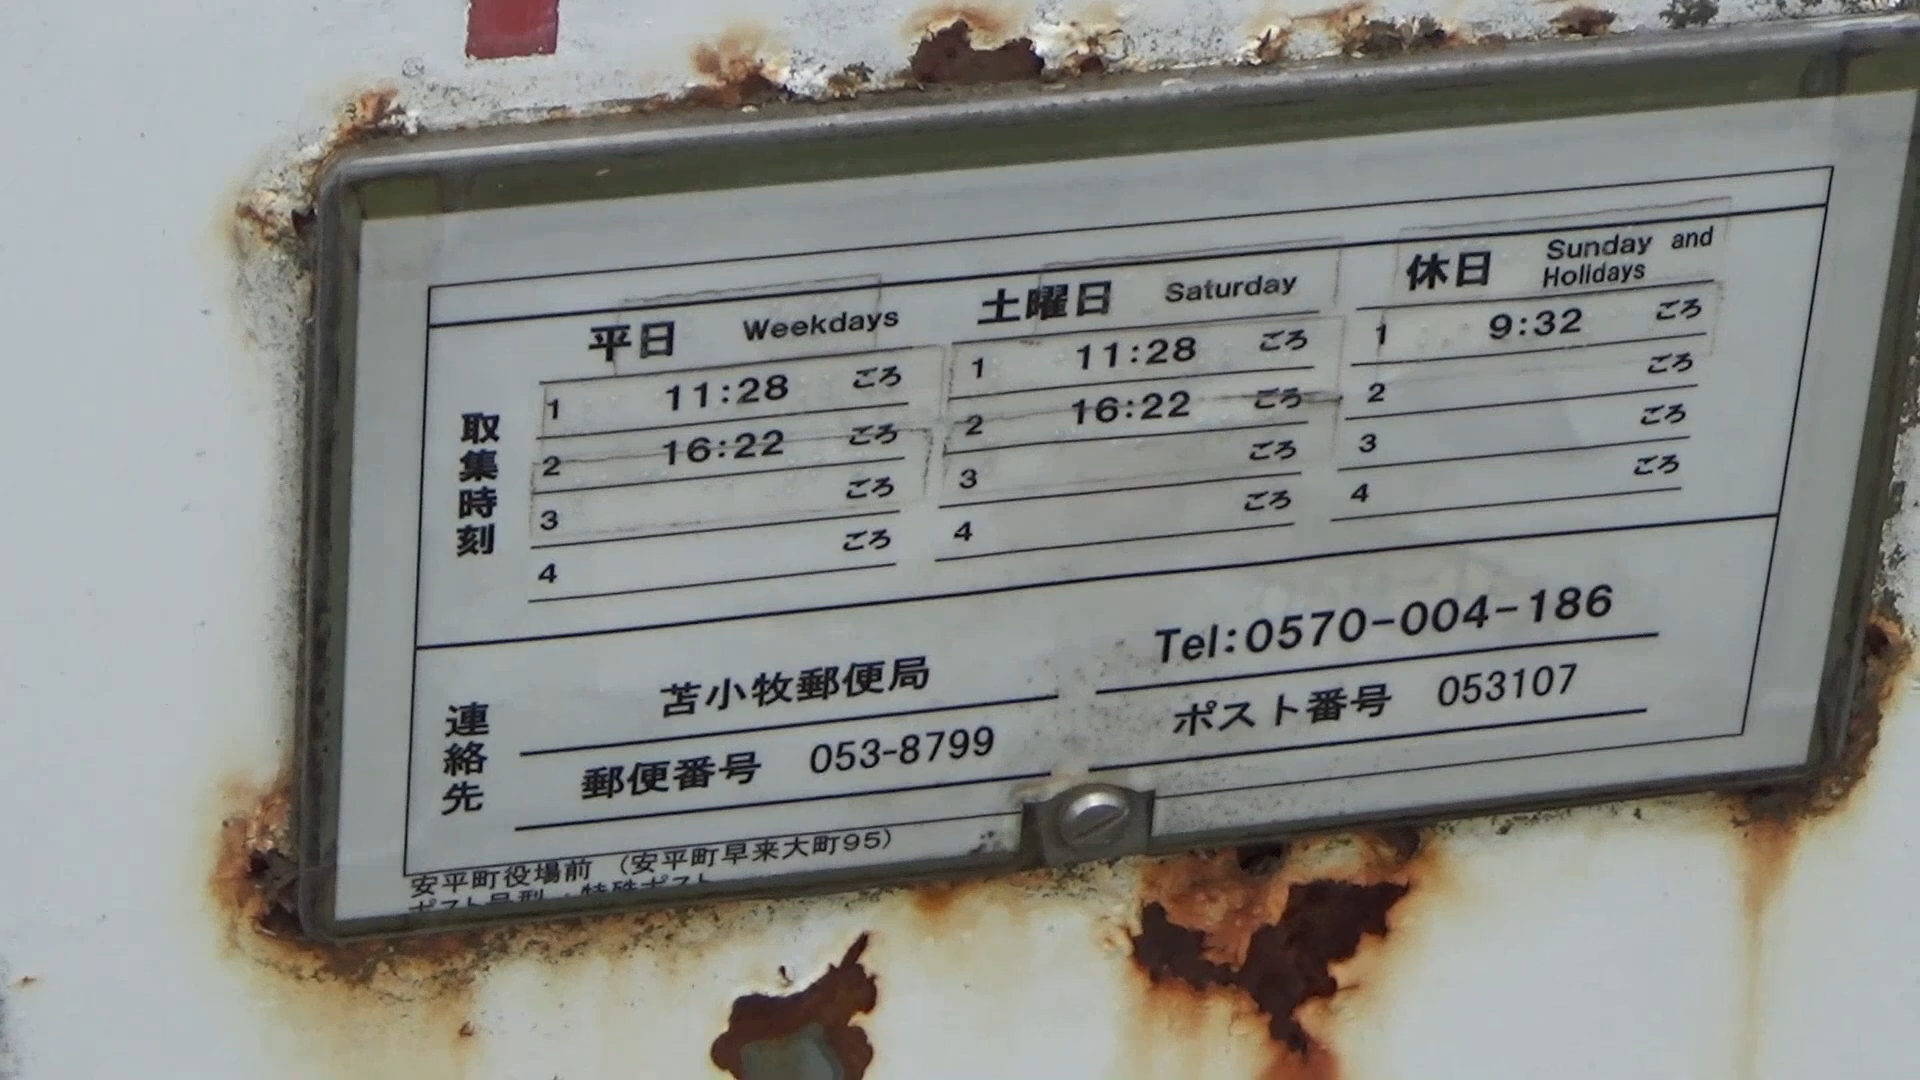 平日 Weekdays 土曜日 Saturday 休日 Sunday and Holidays
取集時刻
1 11:28 ごろ 1 11:28 ごろ 1 9:32 ごろ
2 16:22 ごろ 2 16:22 ごろ 2 ごろ
3 ごろ 3 ごろ 3 ごろ
4 ごろ 4 ごろ 4 ごろ
連絡先
苫小牧郵便局 Tel:0570-004-186
郵便番号 053-8799 ポスト番号 053107
安平町役場前 (安平町早来大町95)